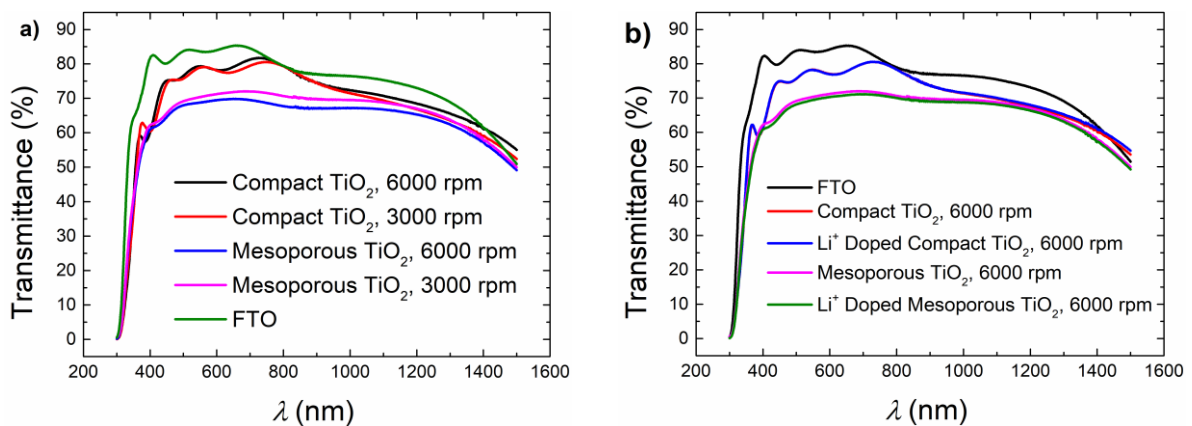 a)
90
80
70
60
50
40
30
20
10
0
Transmittance (%)
Compact TiO₂, 6000 rpm
Compact TiO₂, 3000 rpm
Mesoporous TiO₂, 6000 rpm
Mesoporous TiO₂, 3000 rpm
FTO
200 400 600 800 1000 1200 1400 1600
λ (nm)
b)
90
80
70
60
50
40
30
20
10
0
Transmittance (%)
FTO
Compact TiO₂, 6000 rpm
Li⁺ Doped Compact TiO₂, 6000 rpm
Mesoporous TiO₂, 6000 rpm
Li⁺ Doped Mesoporous TiO₂, 6000 rpm
200 400 600 800 1000 1200 1400 1600
λ (nm)